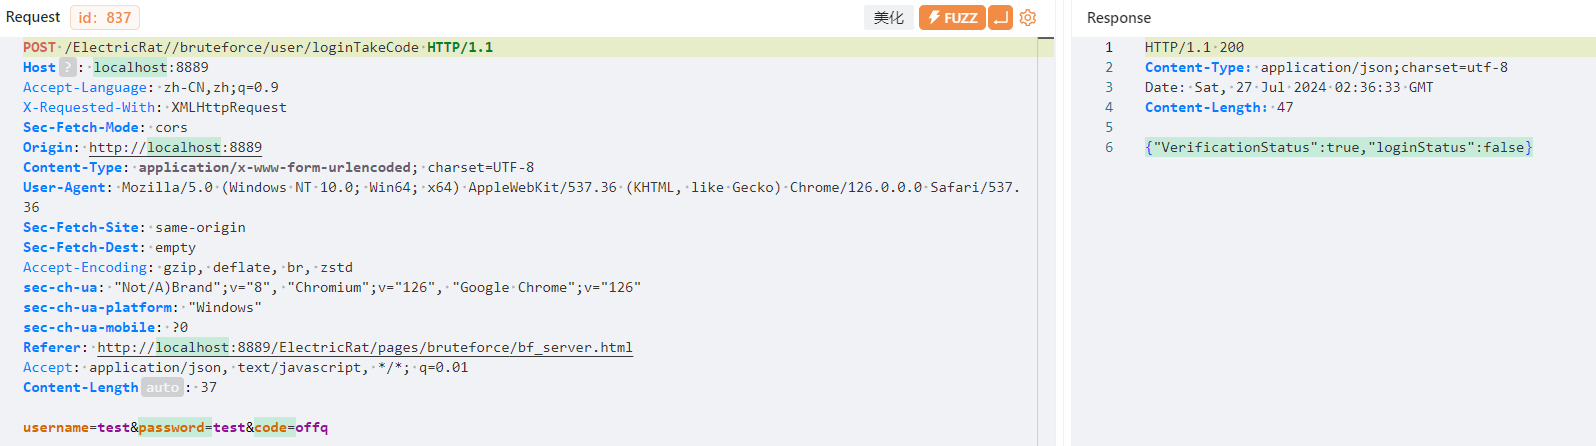 Request id: 837 美化 FUZZ
POST /ElectricRat//bruteforce/user/loginTakeCode HTTP/1.1
Host ? : localhost:8889
Accept-Language: zh-CN,zh;q=0.9
X-Requested-With: XMLHttpRequest
Sec-Fetch-Mode: cors
Origin: http://localhost:8889
Content-Type: application/x-www-form-urlencoded; charset=UTF-8
User-Agent: Mozilla/5.0 (Windows NT 10.0; Win64; x64) AppleWebKit/537.36 (KHTML, like Gecko) Chrome/126.0.0.0 Safari/537.
36
Sec-Fetch-Site: same-origin
Sec-Fetch-Dest: empty
Accept-Encoding: gzip, deflate, br, zstd
sec-ch-ua: "Not/A)Brand";v="8", "Chromium";v="126", "Google Chrome";v="126"
sec-ch-ua-platform: "Windows"
sec-ch-ua-mobile: ?0
Referer: http://localhost:8889/ElectricRat/pages/bruteforce/bf_server.html
Accept: application/json, text/javascript, */*; q=0.01
Content-Length auto : 37
username=test&password=test&code=offq
Response
1 HTTP/1.1 200
2 Content-Type: application/json;charset=utf-8
3 Date: Sat, 27 Jul 2024 02:36:33 GMT
4 Content-Length: 47
5
6 {"VerificationStatus":true,"loginStatus":false}